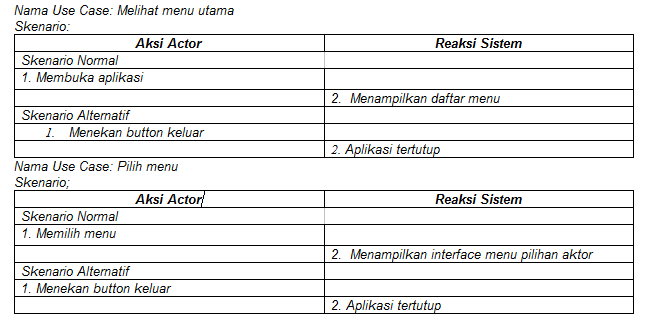 Nama Use Case: Melihat menu utama
Skenario:
Aksi Actor Reaksi Sistem
Skenario Normal
1. Membuka aplikasi
2. Menampilkan daftar menu
Skenario Alternatif
1. Menekan button keluar
2. Aplikasi tertutup
Nama Use Case: Pilih menu
Skenario;
Aksi Actor Reaksi Sistem
Skenario Normal
1. Memilih menu
2. Menampilkan interface menu pilihan aktor
Skenario Alternatif
1. Menekan button keluar
2. Aplikasi tertutup